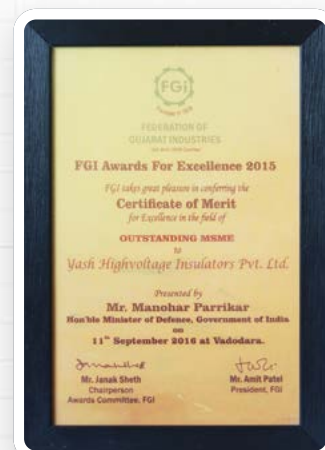 FGi
FEDERATION OF
GUJARAT INDUSTRIES
FGI Awards For Excellence 2015
FGI takes great pleasure in conferring the
Certificate of Merit
for Excellence in the field of
OUTSTANDING MSME
to
Yash Highvoltage Insulators Pvt. Ltd.
Presented by
Mr. Manohar Parrikar
Hon'ble Minister of Defence, Government of India
on
11th September 2016 at Vadodara.
Mr. Janak Sheth
Chairperson
Awards Committee, FGI
Mr. Amit Patel
President, FGI